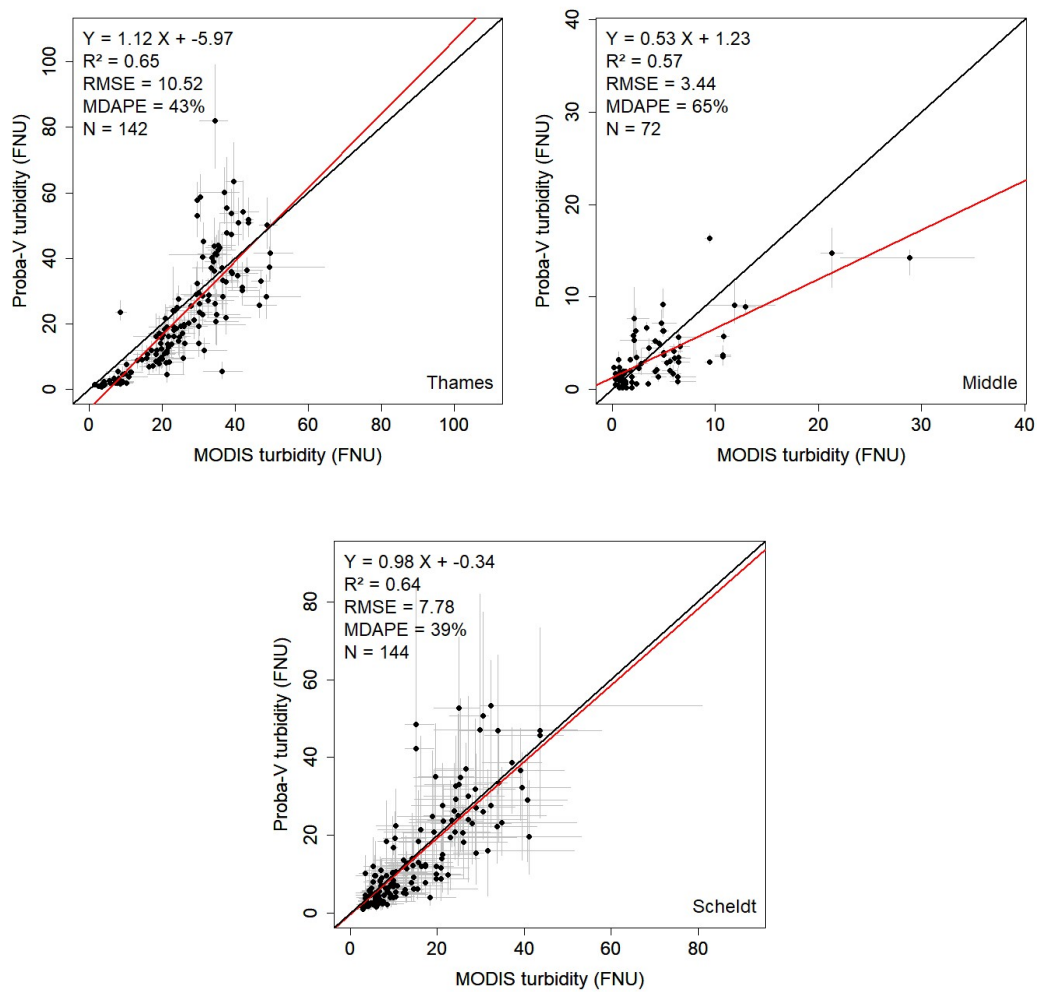 Y = 1.12 X + -5.97
R² = 0.65
RMSE = 10.52
MDAPE = 43%
N = 142
Proba-V turbidity (FNU)
0
20
40
60
80
100
Thames
0 20 40 60 80 100
MODIS turbidity (FNU)
Y = 0.53 X + 1.23
R² = 0.57
RMSE = 3.44
MDAPE = 65%
N = 72
Proba-V turbidity (FNU)
0
10
20
30
40
Middle
0 10 20 30 40
MODIS turbidity (FNU)
Y = 0.98 X + -0.34
R² = 0.64
RMSE = 7.78
MDAPE = 39%
N = 144
Proba-V turbidity (FNU)
0
20
40
60
80
Scheldt
0 20 40 60 80
MODIS turbidity (FNU)